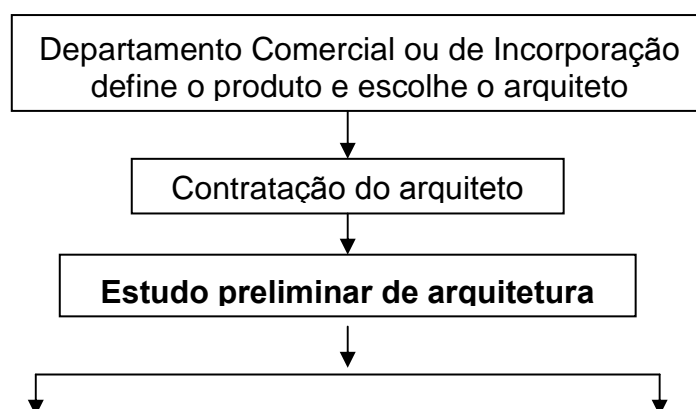 Departamento Comercial ou de Incorporação
define o produto e escolhe o arquiteto
Contratação do arquiteto
Estudo preliminar de arquitetura